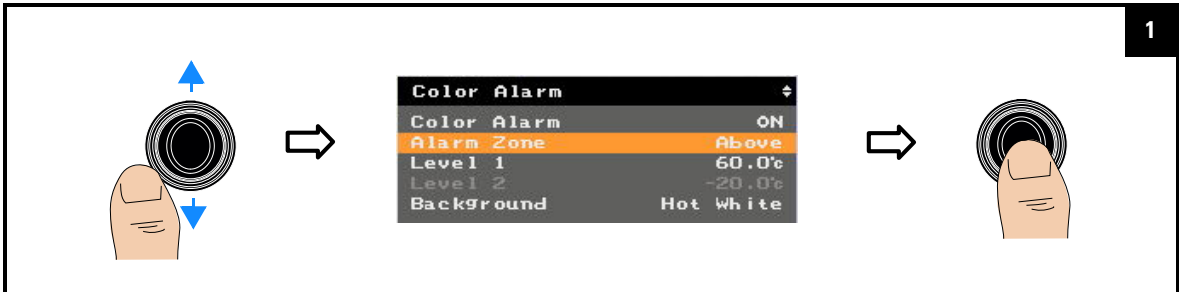 1
Color Alarm
Color Alarm ON
Alarm Zone Above
Level 1 60.0℃
Level 2 -20.0℃
Background Hot White